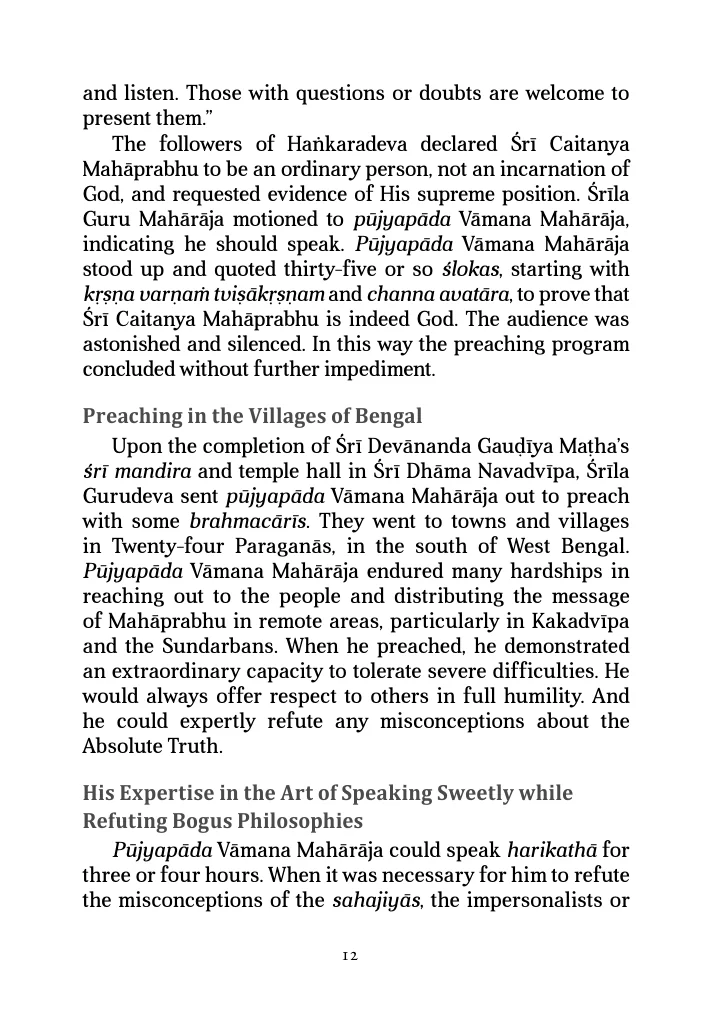 and listen. Those with questions or doubts are welcome to
present them.”
The followers of Haṅkaradeva declared Śrī Caitanya
Mahāprabhu to be an ordinary person, not an incarnation of
God, and requested evidence of His supreme position. Śrīla
Guru Mahārāja motioned to pūjyapāda Vāmana Mahārāja,
indicating he should speak. Pūjyapāda Vāmana Mahārāja
stood up and quoted thirty-five or so ślokas, starting with
kṛṣṇa varṇaṁ tviṣākṛṣṇam and channa avatāra, to prove that
Śrī Caitanya Mahāprabhu is indeed God. The audience was
astonished and silenced. In this way the preaching program
concluded without further impediment.
Preaching in the Villages of Bengal
Upon the completion of Śrī Devānanda Gauḍīya Maṭha’s
śrī mandira and temple hall in Śrī Dhāma Navadvīpa, Śrīla
Gurudeva sent pūjyapāda Vāmana Mahārāja out to preach
with some brahmacārīs. They went to towns and villages
in Twenty-four Paraganās, in the south of West Bengal.
Pūjyapāda Vāmana Mahārāja endured many hardships in
reaching out to the people and distributing the message
of Mahāprabhu in remote areas, particularly in Kakadvīpa
and the Sundarbans. When he preached, he demonstrated
an extraordinary capacity to tolerate severe difficulties. He
would always offer respect to others in full humility. And
he could expertly refute any misconceptions about the
Absolute Truth.
His Expertise in the Art of Speaking Sweetly while
Refuting Bogus Philosophies
Pūjyapāda Vāmana Mahārāja could speak harikathā for
three or four hours. When it was necessary for him to refute
the misconceptions of the sahajiyās, the impersonalists or
12